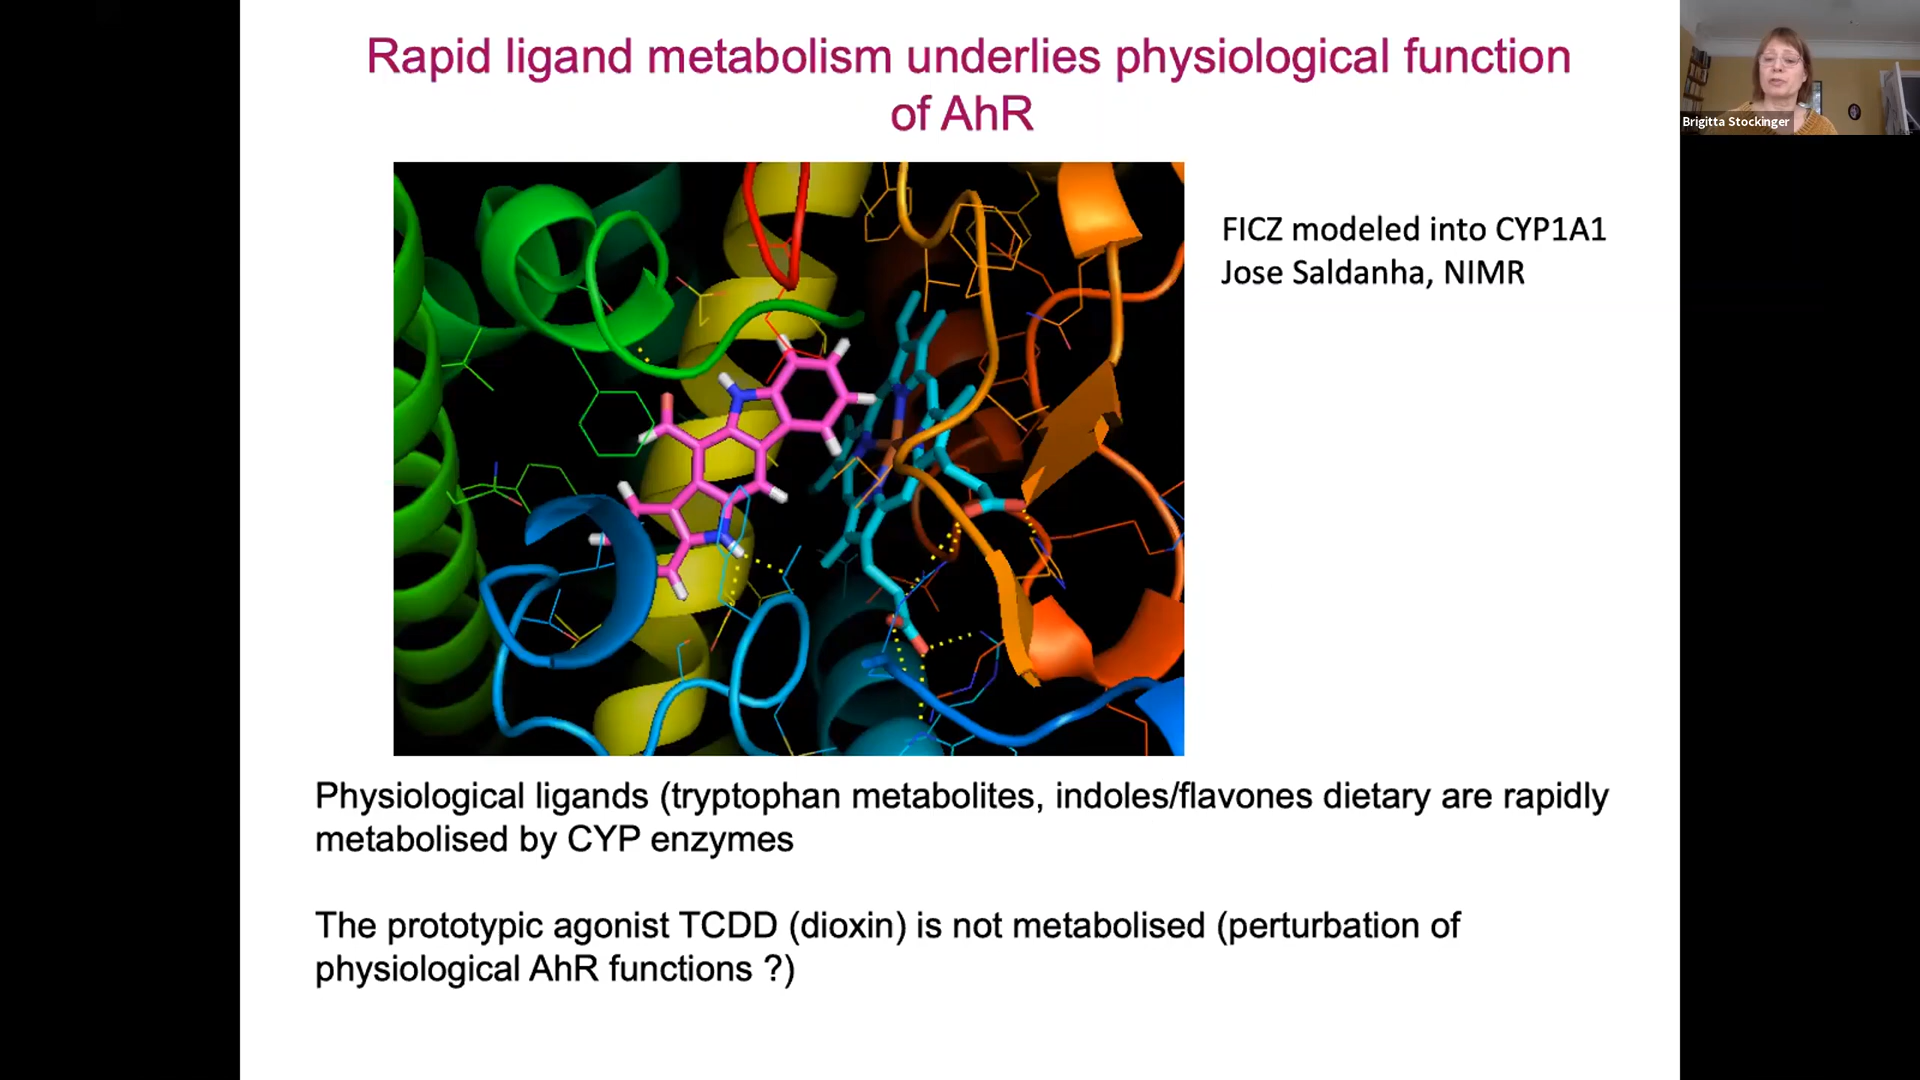 Rapid ligand metabolism underlies physiological function
of AhR
Brigitta Stockinger
FICZ modeled into CYP1A1
Jose Saldanha, NIMR
Physiological ligands (tryptophan metabolites, indoles/flavones dietary are rapidly
metabolised by CYP enzymes
The prototypic agonist TCDD (dioxin) is not metabolised (perturbation of
physiological AhR functions ?)